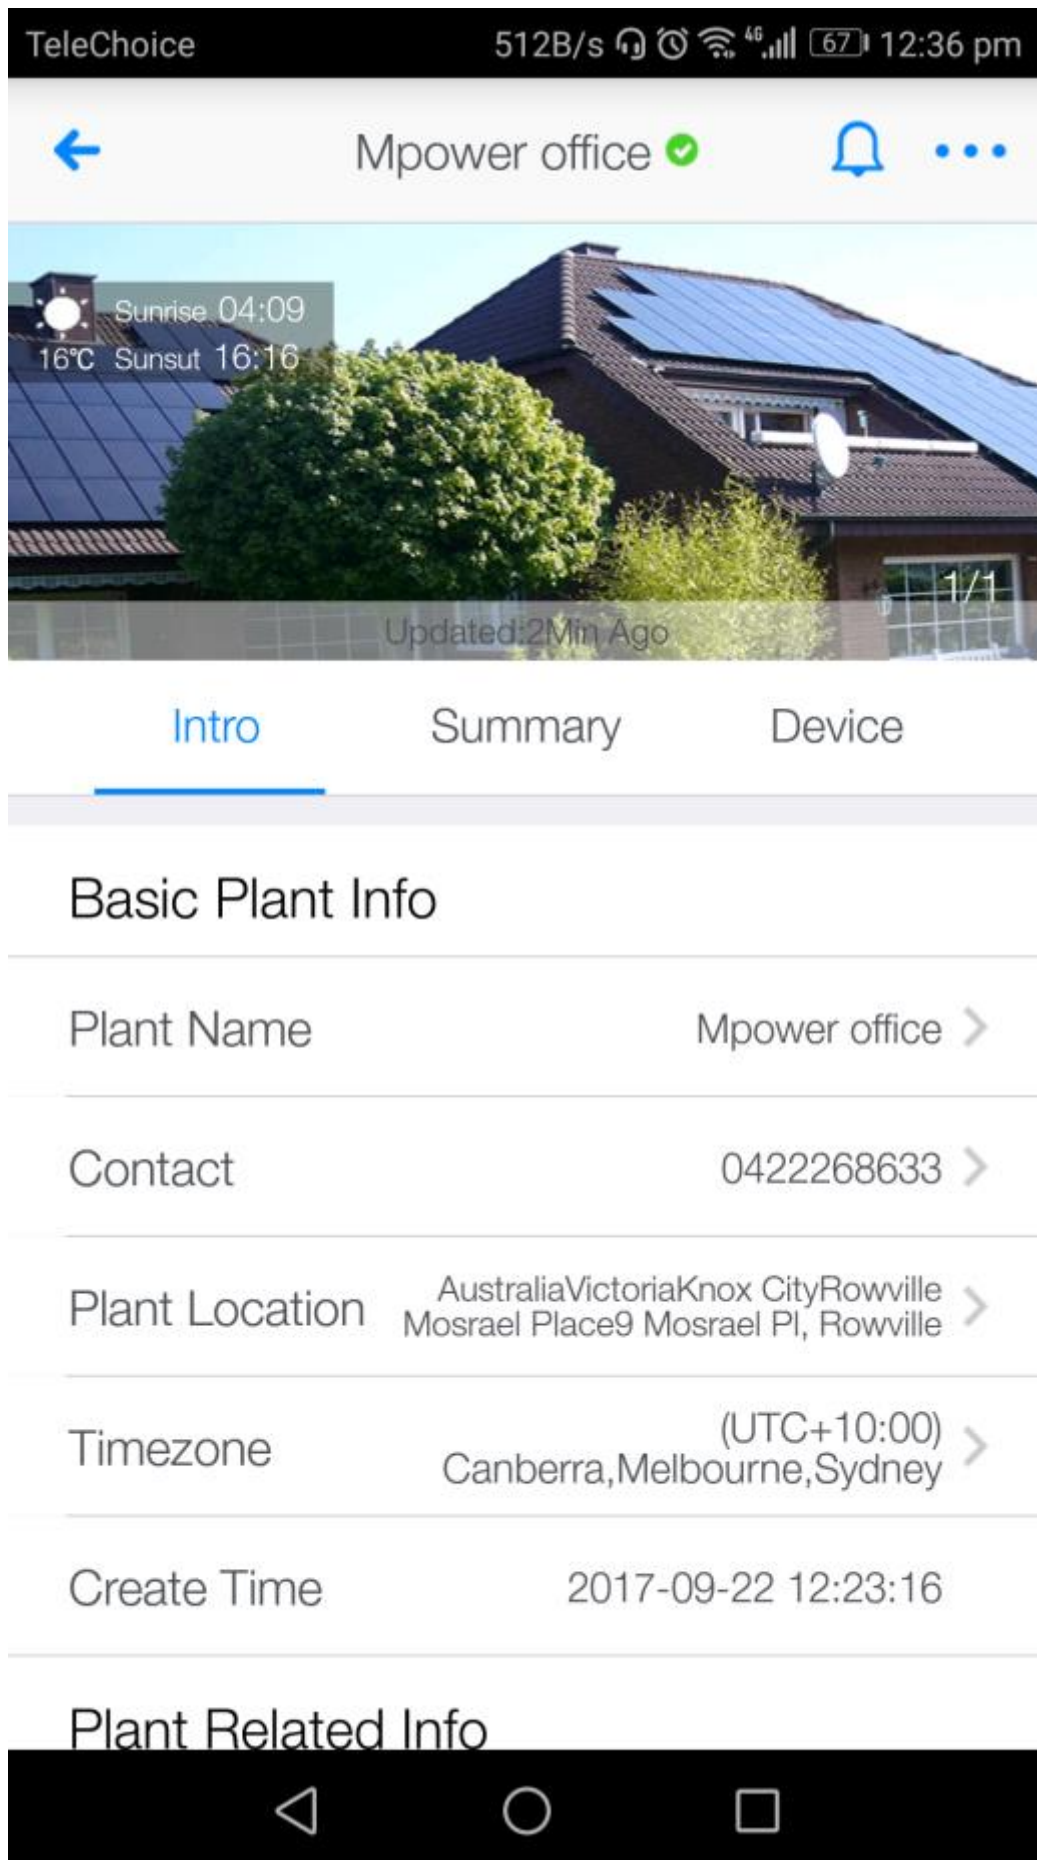 TeleChoice 512B/s 4G 67 12:36 pm
Mpower office
Sunrise 04:09
16°C Sunsut 16:16
1/1
Updated:2Min Ago
Intro Summary Device
Basic Plant Info
Plant Name Mpower office
Contact 0422268633
Plant Location AustraliaVictoriaKnox CityRowville
Mosrael Place9 Mosrael Pl, Rowville
Timezone (UTC+10:00)
Canberra,Melbourne,Sydney
Create Time 2017-09-22 12:23:16
Plant Related Info